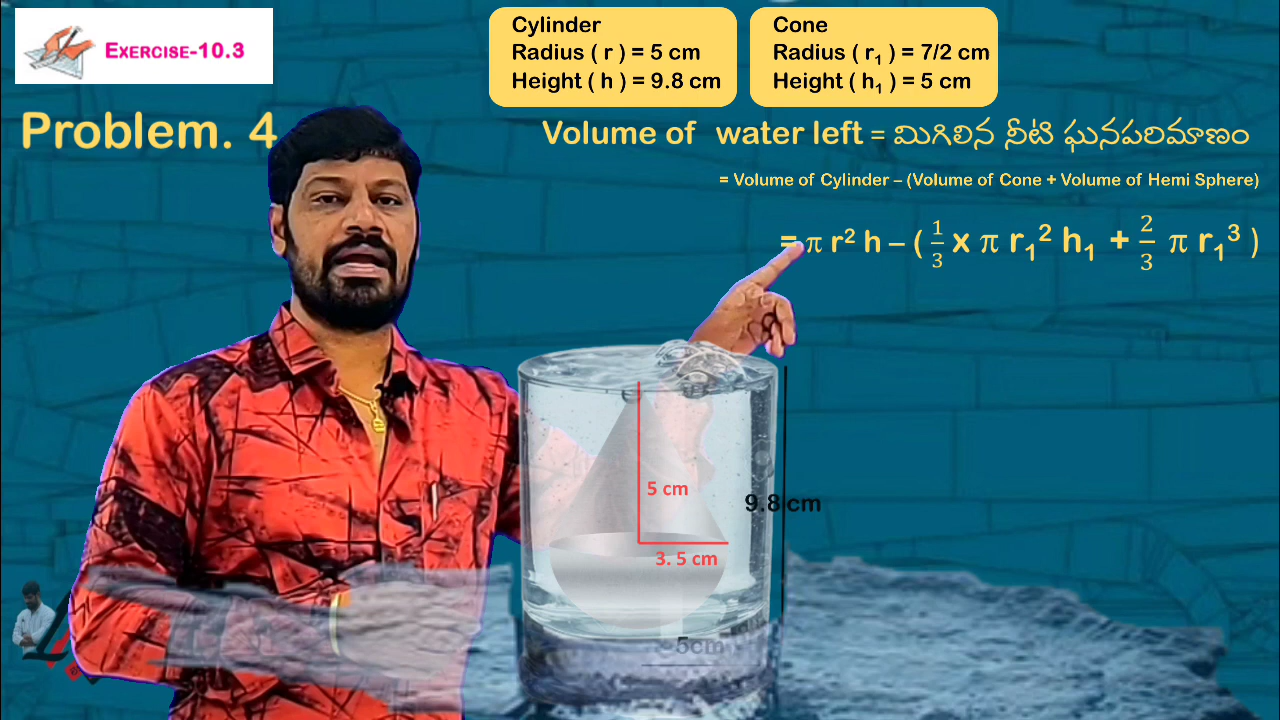 EXERCISE-10.3
Problem. 4
Cylinder
Radius ( r ) = 5 cm
Height ( h ) = 9.8 cm
Cone
Radius ( r₁ ) = 7/2 cm
Height ( h₁ ) = 5 cm
Volume of water left = మిగిలిన నీటి ఘనపరిమాణం
= Volume of Cylinder – (Volume of Cone + Volume of Hemi Sphere)
= π r² h – ( 1/3 x π r₁² h₁ + 2/3 π r₁³ )
5 cm
9.8 cm
3. 5 cm
5cm